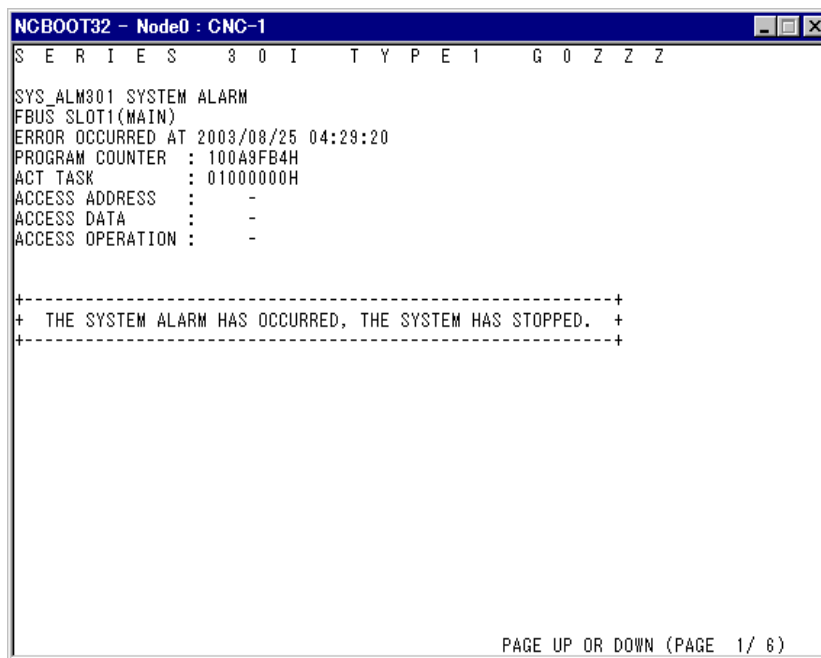 NCBOOT32 - Node0 : CNC-1
S E R I E S   3 0 I   T Y P E 1   G 0 Z Z Z
SYS_ALM301 SYSTEM ALARM
FBUS SLOT1(MAIN)
ERROR OCCURRED AT 2003/08/25 04:29:20
PROGRAM COUNTER : 100A9FB4H
ACT TASK : 01000000H
ACCESS ADDRESS : -
ACCESS DATA : -
ACCESS OPERATION : -
+-----------------------------------------------------------+
+ THE SYSTEM ALARM HAS OCCURRED, THE SYSTEM HAS STOPPED. +
+-----------------------------------------------------------+
PAGE UP OR DOWN (PAGE 1/ 6)